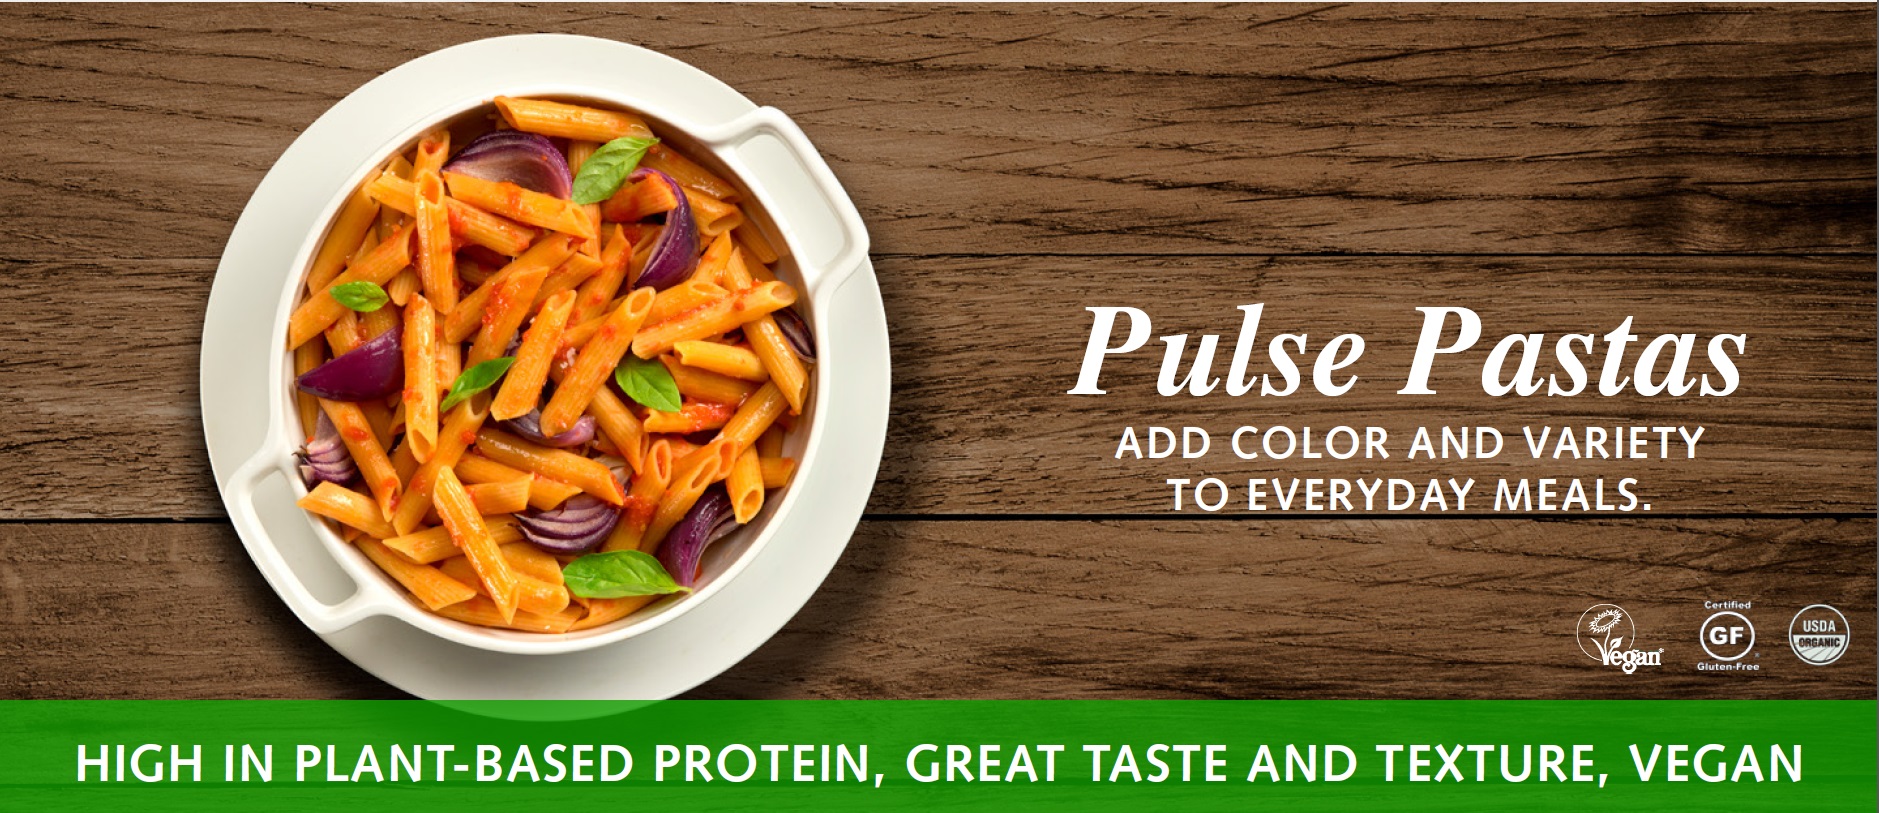 Pulse Pastas
ADD COLOR AND VARIETY
TO EVERYDAY MEALS.
Vegan
Certified
GF
Gluten-Free
USDA
ORGANIC
HIGH IN PLANT-BASED PROTEIN, GREAT TASTE AND TEXTURE, VEGAN